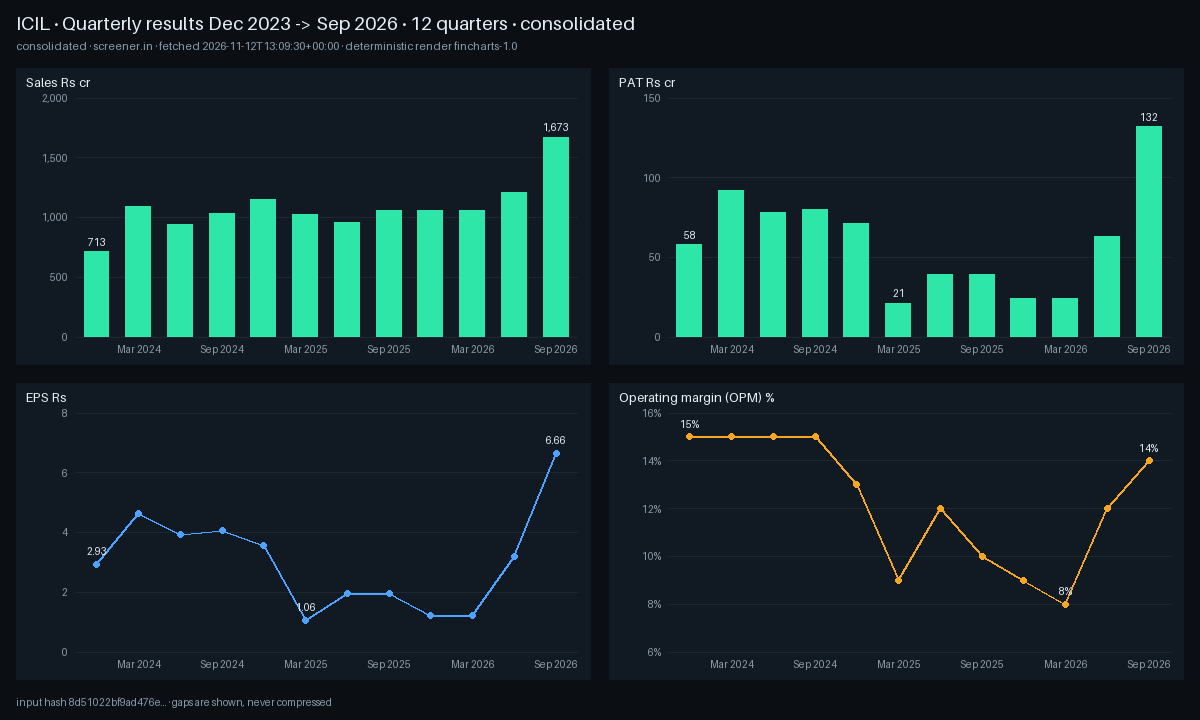 ICIL · Quarterly results Dec 2023 -> Sep 2026 · 12 quarters · consolidated
consolidated · screener.in · fetched 2026-11-12T13:09:30+00:00 · deterministic render fincharts-1.0
Sales Rs cr
2,000
1,500
1,000
500
0
713
1,673
Mar 2024
Sep 2024
Mar 2025
Sep 2025
Mar 2026
Sep 2026
PAT Rs cr
150
100
50
0
58
21
132
Mar 2024
Sep 2024
Mar 2025
Sep 2025
Mar 2026
Sep 2026
EPS Rs
8
6
4
2
0
2.93
1.06
6.66
Mar 2024
Sep 2024
Mar 2025
Sep 2025
Mar 2026
Sep 2026
Operating margin (OPM) %
16%
14%
12%
10%
8%
6%
15%
8%
14%
Mar 2024
Sep 2024
Mar 2025
Sep 2025
Mar 2026
Sep 2026
input hash 8d51022bf9ad476e… · gaps are shown, never compressed